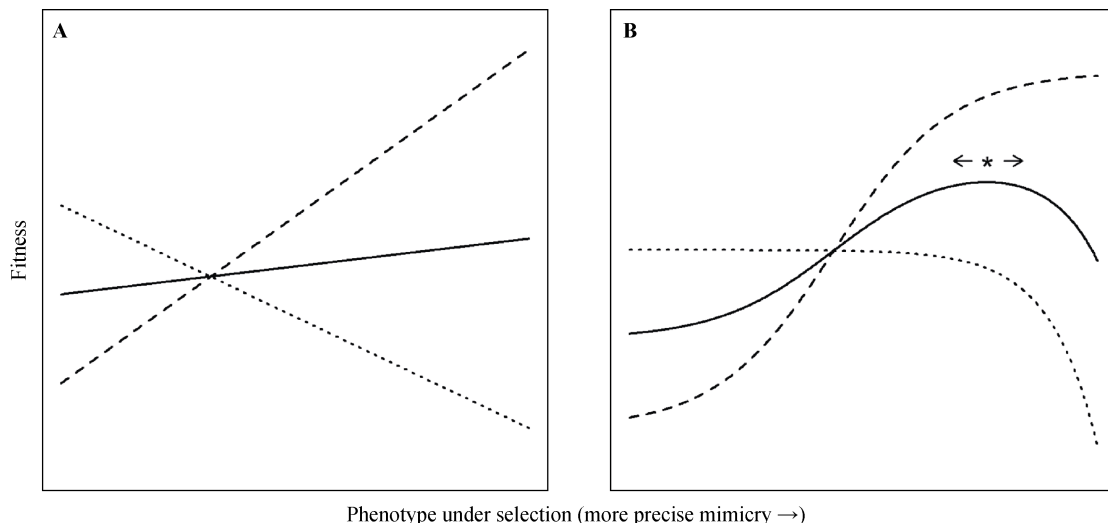 A
B
← * →
Fitness
Phenotype under selection (more precise mimicry →)